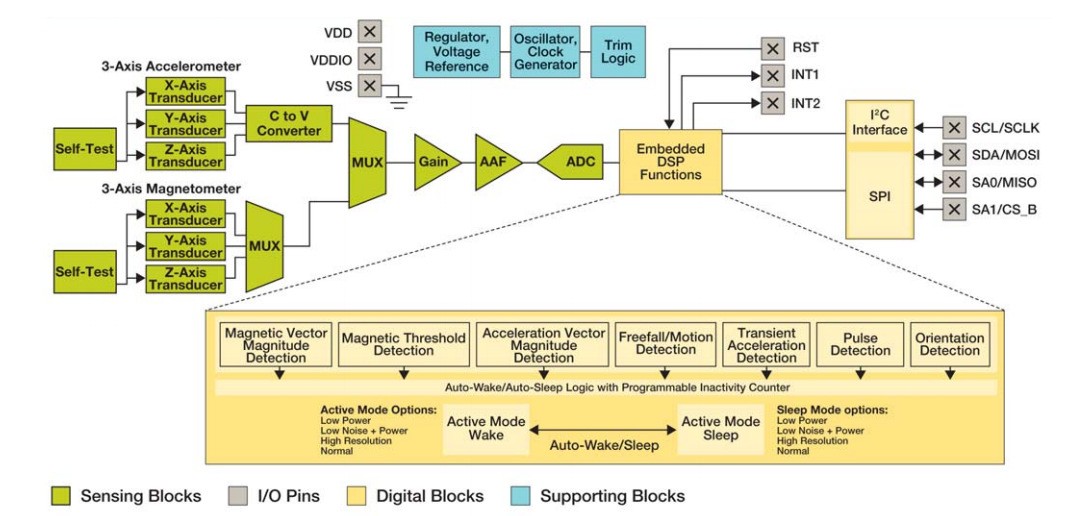 VDD
VDDIO
VSS
Regulator,
Voltage
Reference
Oscillator,
Clock
Generator
Trim
Logic
RST
INT1
INT2
3-Axis Accelerometer
Self-Test
X-Axis
Transducer
Y-Axis
Transducer
Z-Axis
Transducer
C to V
Converter
MUX
Gain
AAF
ADC
Embedded
DSP
Functions
I²C
Interface
SPI
SCL/SCLK
SDA/MOSI
SA0/MISO
SA1/CS_B
3-Axis Magnetometer
Self-Test
X-Axis
Transducer
Y-Axis
Transducer
Z-Axis
Transducer
MUX
Magnetic Vector
Magnitude
Detection
Magnetic Threshold
Detection
Acceleration Vector
Magnitude
Detection
Freefall/Motion
Detection
Transient
Acceleration
Detection
Pulse
Detection
Orientation
Detection
Auto-Wake/Auto-Sleep Logic with Programmable Inactivity Counter
Active Mode Options:
Low Power
Low Noise + Power
High Resolution
Normal
Active Mode
Wake
Auto-Wake/Sleep
Active Mode
Sleep
Sleep Mode options:
Low Power
Low Noise + Power
High Resolution
Normal
Sensing Blocks
I/O Pins
Digital Blocks
Supporting Blocks